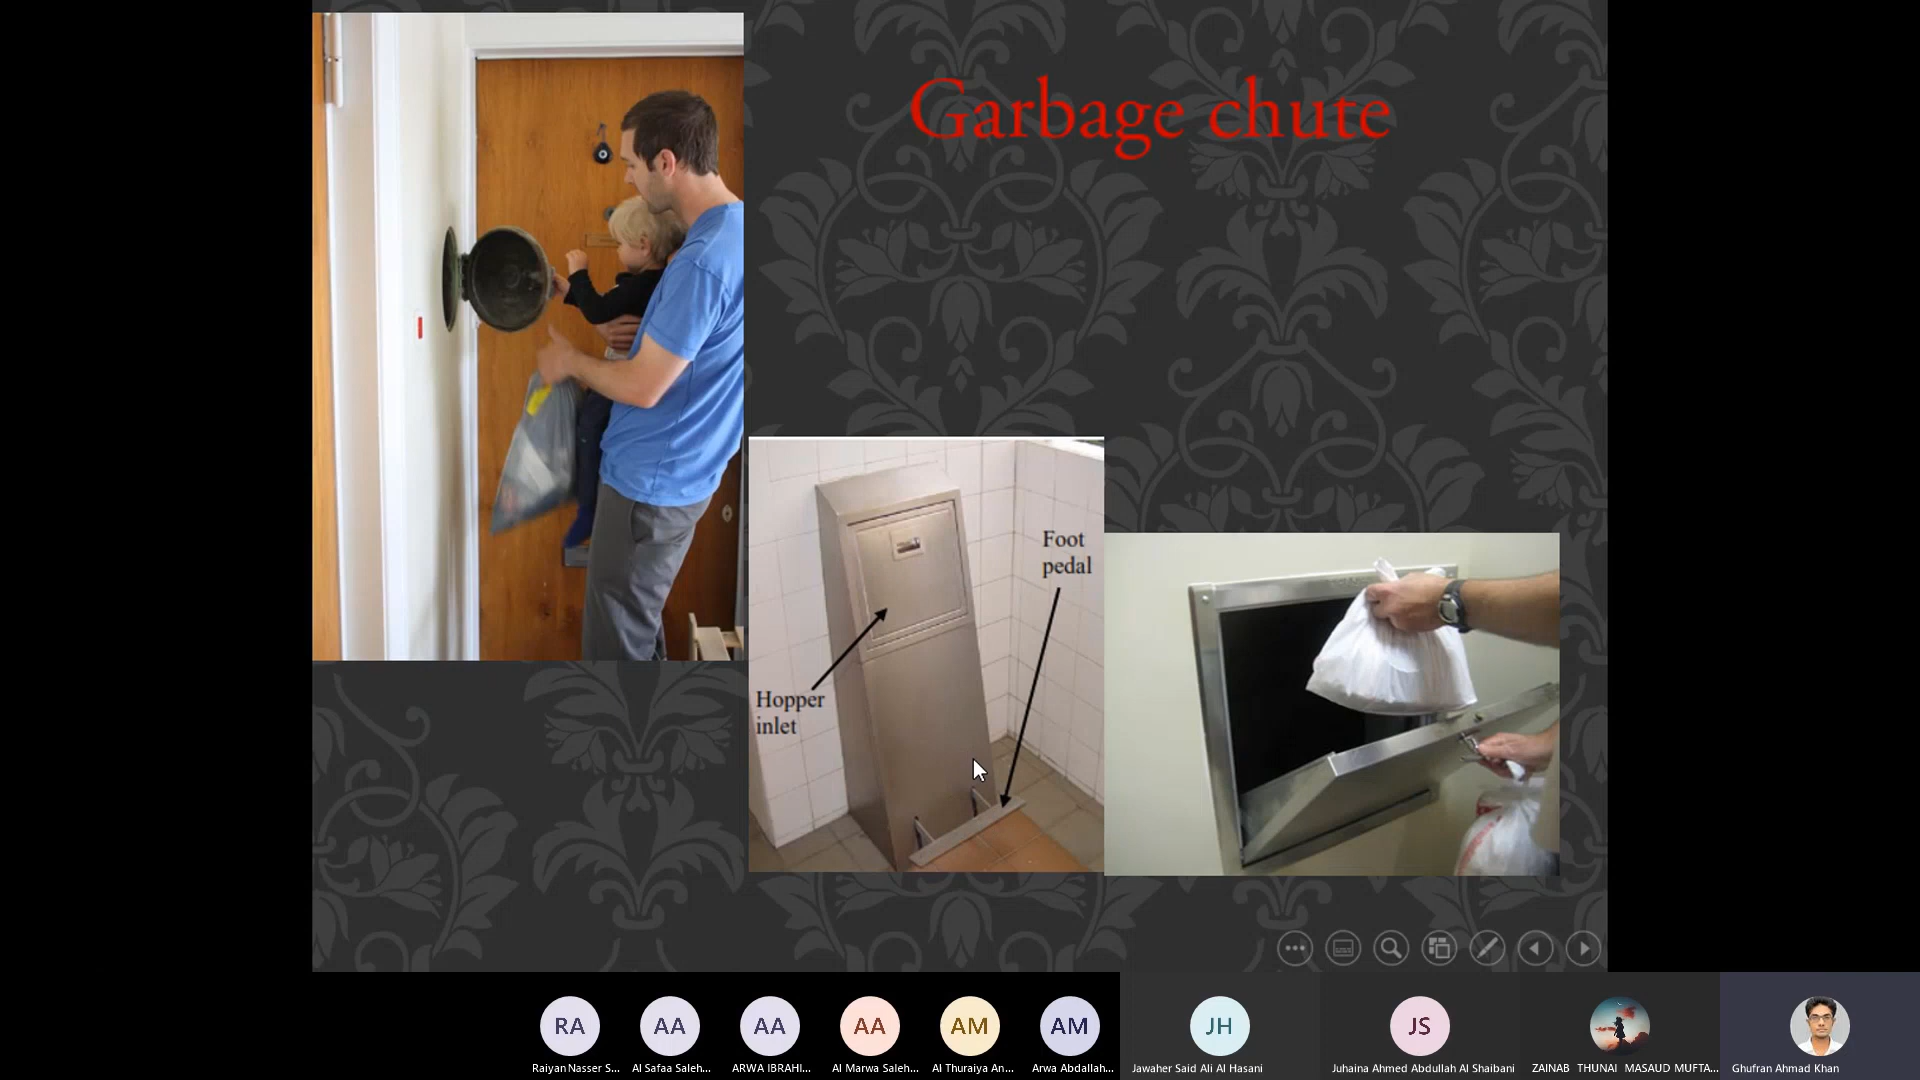 Garbage chute
Foot
pedal
Hopper
inlet
RA
AA
AA
AA
AM
AM
JH
JS
Raiyan Nasser S...
Al Safaa Saleh...
ARWA IBRAHI...
Al Marwa Saleh...
Al Thuraiya An...
Arwa Abdallah...
Jawaher Said Ali Al Hasani
Juhaina Ahmed Abdullah Al Shaibani
ZAINAB THUNAI MASAUD MUFTA...
Ghufran Ahmad Khan